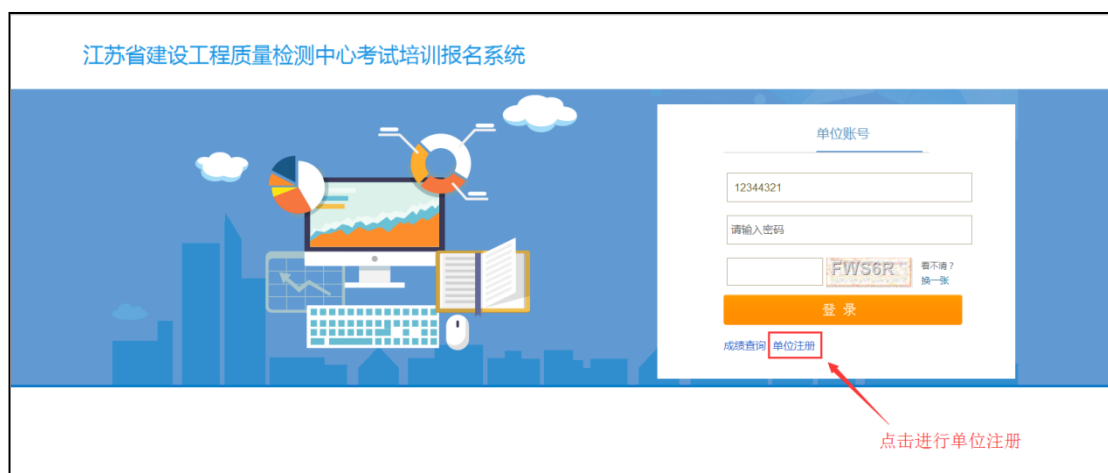 江苏省建设工程质量检测中心考试培训报名系统
单位账号
12344321
请输入密码
FWS6R
看不清？
换一张
登 录
成绩查询 单位注册
点击进行单位注册